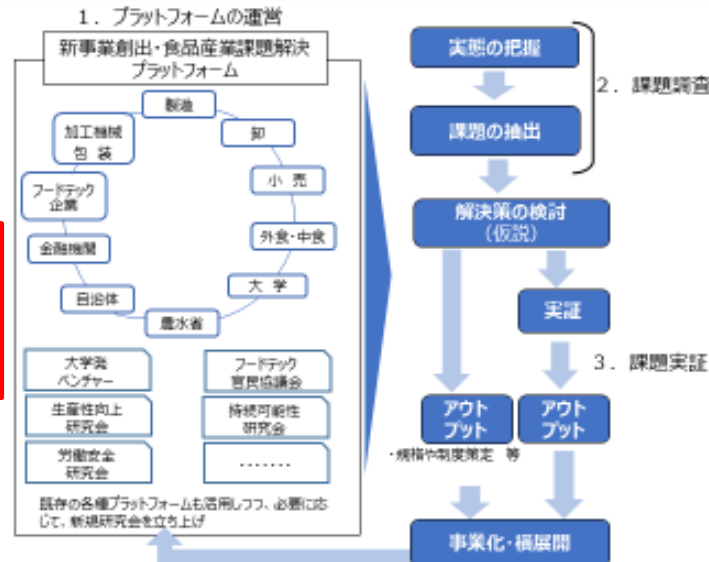 1．プラットフォームの運営
新事業創出・食品産業課題解決
プラットフォーム
製造
加工機械
包 装
卸
フードテック
企業
小 売
金融機関
外食・中食
自治体
大 学
農水省
大学発
ベンチャー
フードテック
官民協議会
生産性向上
研究会
持続可能性
研究会
労働安全
研究会
･･･････
既存の各種プラットフォームも活用しつつ、必要に応
じて、新規研究会を立ち上げ
実態の把握
2．課題調査
課題の抽出
解決策の検討
（仮説）
実証
3．課題実証
アウト
プット
アウト
プット
・規格や制度策定 等
事業化・横展開